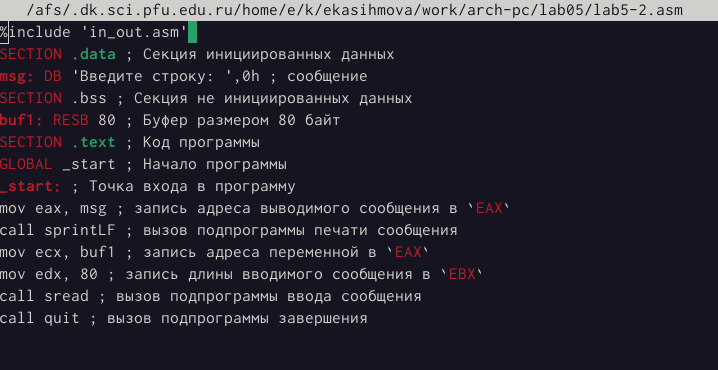 /afs/.dk.sci.pfu.edu.ru/home/e/k/ekasihmova/work/arch-pc/lab05/lab5-2.asm
%include 'in_out.asm'
SECTION .data ; Секция инициированных данных
msg: DB 'Введите строку: ',0h ; сообщение
SECTION .bss ; Секция не инициированных данных
buf1: RESB 80 ; Буфер размером 80 байт
SECTION .text ; Код программы
GLOBAL _start ; Начало программы
_start: ; Точка входа в программу
mov eax, msg ; запись адреса выводимого сообщения в `EAX`
call sprintLF ; вызов подпрограммы печати сообщения
mov ecx, buf1 ; запись адреса переменной в `EAX`
mov edx, 80 ; запись длины вводимого сообщения в `EBX`
call sread ; вызов подпрограммы ввода сообщения
call quit ; вызов подпрограммы завершения